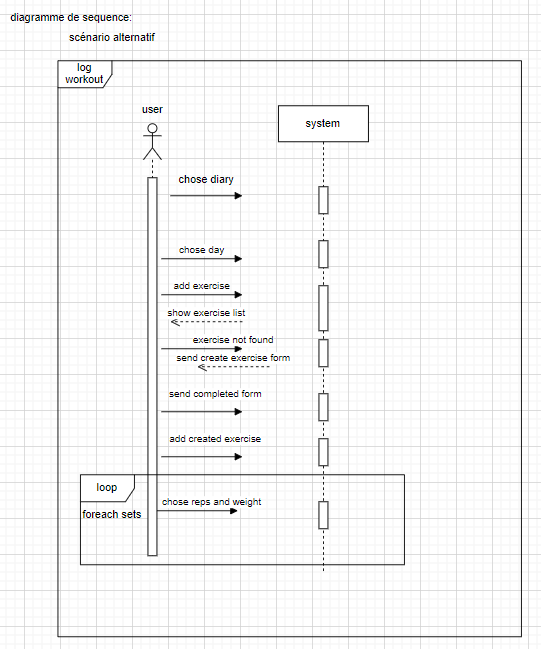 diagramme de sequence:
scénario alternatif
log
workout
user
system
chose diary
chose day
add exercise
show exercise list
exercise not found
send create exercise form
send completed form
add created exercise
loop
chose reps and weight
foreach sets